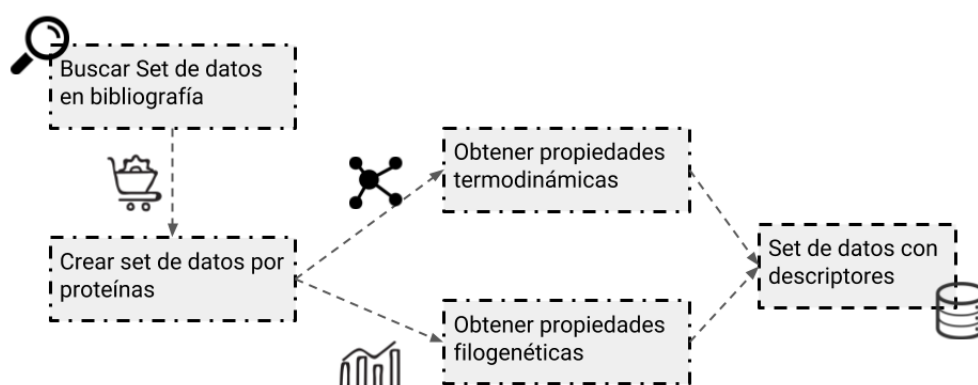 Buscar Set de datos
en bibliografía
Obtener propiedades
termodinámicas
Crear set de datos por
proteínas
Set de datos con
descriptores
Obtener propiedades
filogenéticas